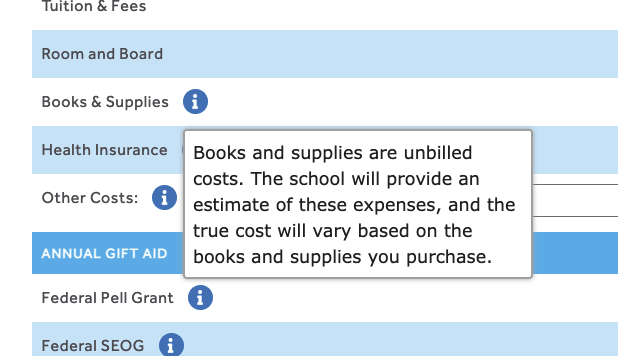 Tuition & Fees
Room and Board
Books & Supplies
Health Insurance
Books and supplies are unbilled
costs. The school will provide an
estimate of these expenses, and the
true cost will vary based on the
books and supplies you purchase.
Other Costs:
ANNUAL GIFT AID
Federal Pell Grant
Federal SEOG